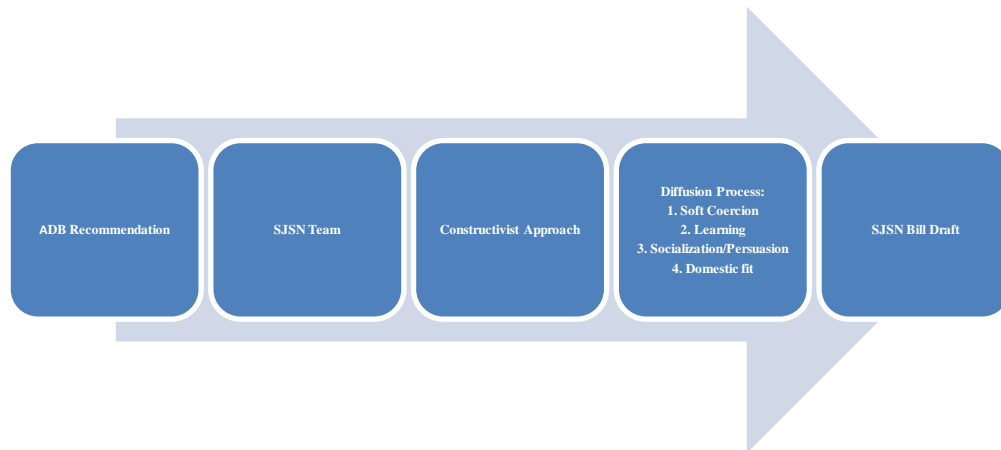 ADB Recommendation
SJSN Team
Constructivist Approach
Diffusion Process:
1. Soft Coercion
2. Learning
3. Socialization/Persuasion
4. Domestic fit
SJSN Bill Draft